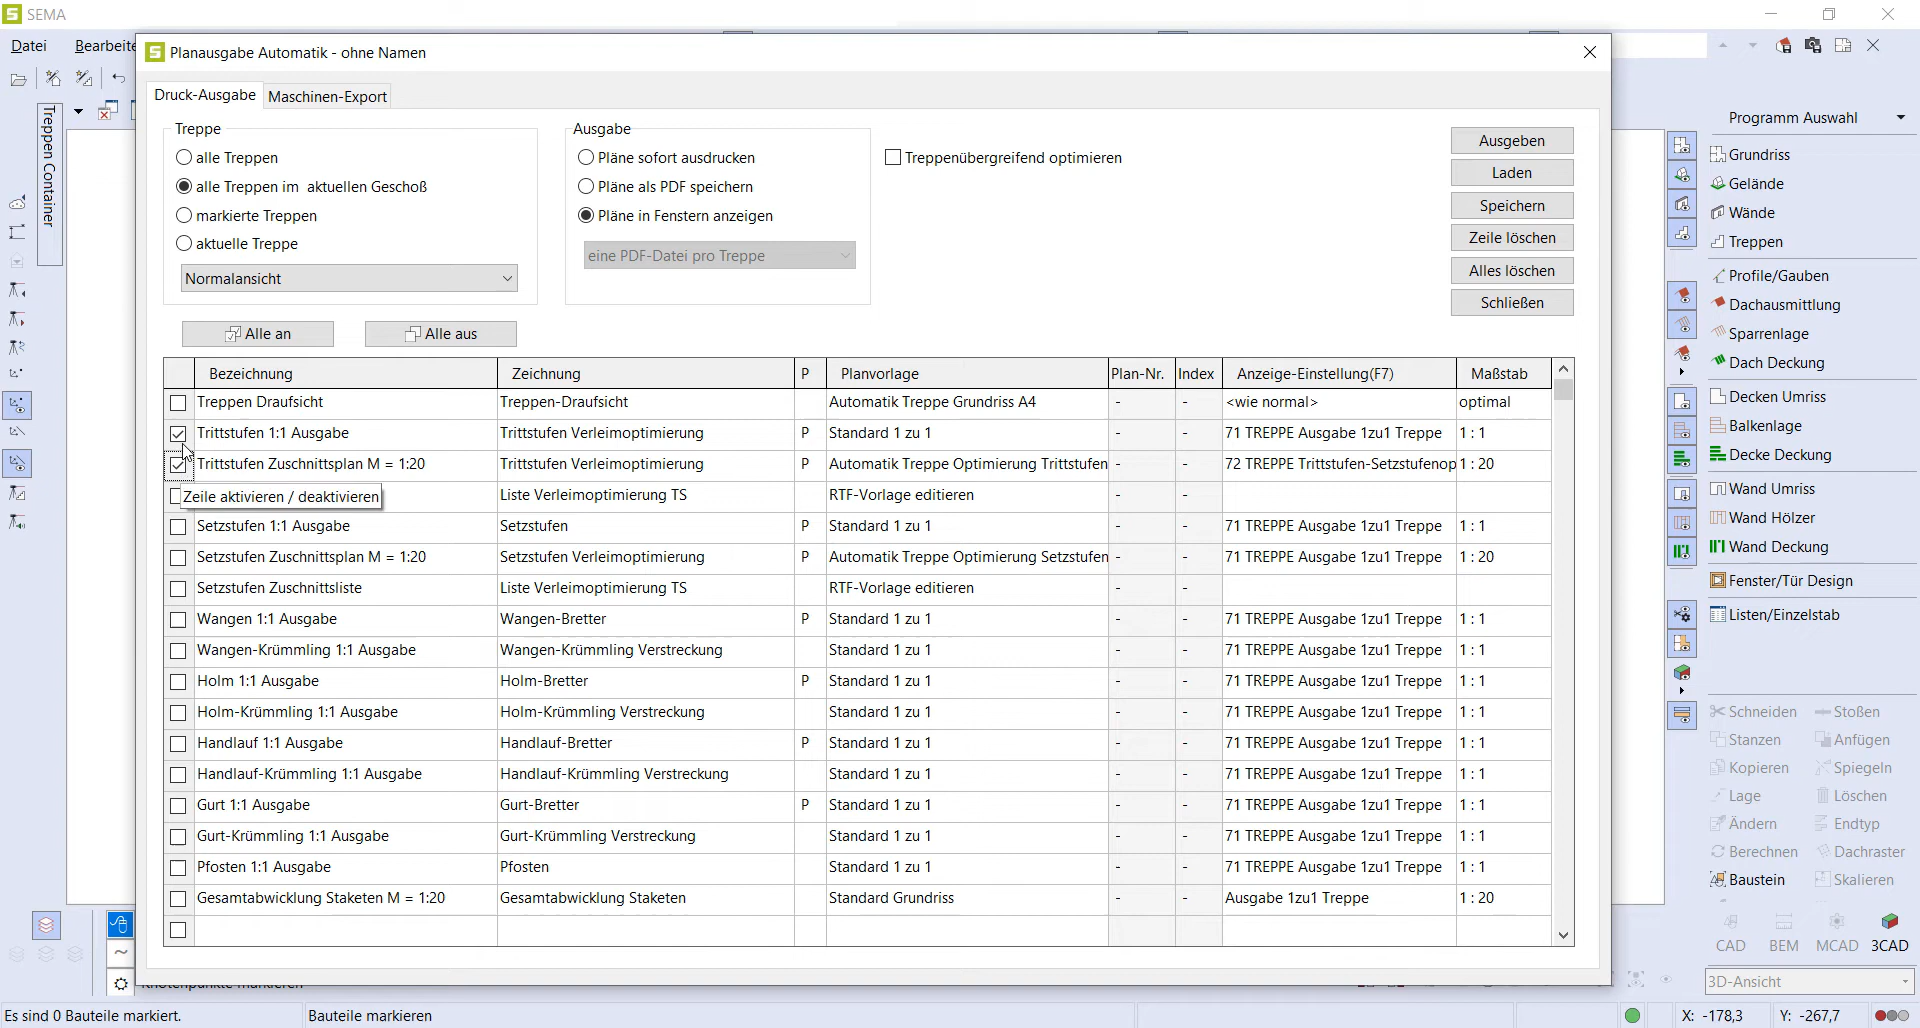 SEMA
Datei Bearbeite
Planausgabe Automatik - ohne Namen
Druck-Ausgabe Maschinen-Export
Treppe
alle Treppen
alle Treppen im aktuellen Geschoß
markierte Treppen
aktuelle Treppe
Normalansicht
Ausgabe
Pläne sofort ausdrucken
Pläne als PDF speichern
Pläne in Fenstern anzeigen
eine PDF-Datei pro Treppe
Treppenübergreifend optimieren
Ausgeben
Laden
Speichern
Zeile löschen
Alles löschen
Schließen
Alle an Alle aus
Bezeichnung Zeichnung P Planvorlage Plan-Nr. Index Anzeige-Einstellung(F7) Maßstab
Treppen Draufsicht Treppen-Draufsicht Automatik Treppe Grundriss A4 - - <wie normal> optimal
Trittstufen 1:1 Ausgabe Trittstufen Verleimoptimierung P Standard 1 zu 1 - - 71 TREPPE Ausgabe 1zu1 Treppe 1 : 1
Trittstufen Zuschnittsplan M = 1:20 Trittstufen Verleimoptimierung P Automatik Treppe Optimierung Trittstufen - - 72 TREPPE Trittstufen-Setzstufenop 1 : 20
Zeile aktivieren / deaktivieren Liste Verleimoptimierung TS RTF-Vorlage editieren - -
Setzstufen 1:1 Ausgabe Setzstufen P Standard 1 zu 1 - - 71 TREPPE Ausgabe 1zu1 Treppe 1 : 1
Setzstufen Zuschnittsplan M = 1:20 Setzstufen Verleimoptimierung P Automatik Treppe Optimierung Setzstufen - - 71 TREPPE Ausgabe 1zu1 Treppe 1 : 20
Setzstufen Zuschnittsliste Liste Verleimoptimierung TS RTF-Vorlage editieren - -
Wangen 1:1 Ausgabe Wangen-Bretter P Standard 1 zu 1 - - 71 TREPPE Ausgabe 1zu1 Treppe 1 : 1
Wangen-Krümmling 1:1 Ausgabe Wangen-Krümmling Verstreckung Standard 1 zu 1 - - 71 TREPPE Ausgabe 1zu1 Treppe 1 : 1
Holm 1:1 Ausgabe Holm-Bretter P Standard 1 zu 1 - - 71 TREPPE Ausgabe 1zu1 Treppe 1 : 1
Holm-Krümmling 1:1 Ausgabe Holm-Krümmling Verstreckung Standard 1 zu 1 - - 71 TREPPE Ausgabe 1zu1 Treppe 1 : 1
Handlauf 1:1 Ausgabe Handlauf-Bretter P Standard 1 zu 1 - - 71 TREPPE Ausgabe 1zu1 Treppe 1 : 1
Handlauf-Krümmling 1:1 Ausgabe Handlauf-Krümmling Verstreckung Standard 1 zu 1 - - 71 TREPPE Ausgabe 1zu1 Treppe 1 : 1
Gurt 1:1 Ausgabe Gurt-Bretter P Standard 1 zu 1 - - 71 TREPPE Ausgabe 1zu1 Treppe 1 : 1
Gurt-Krümmling 1:1 Ausgabe Gurt-Krümmling Verstreckung Standard 1 zu 1 - - 71 TREPPE Ausgabe 1zu1 Treppe 1 : 1
Pfosten 1:1 Ausgabe Pfosten Standard 1 zu 1 - - 71 TREPPE Ausgabe 1zu1 Treppe 1 : 1
Gesamtabwicklung Staketen M = 1:20 Gesamtabwicklung Staketen Standard Grundriss - - Ausgabe 1zu1 Treppe 1 : 20
Treppen Container
Programm Auswahl
Grundriss
Gelände
Wände
Treppen
Profile/Gauben
Dachausmittlung
Sparrenlage
Dach Deckung
Decken Umriss
Balkenlage
Decke Deckung
Wand Umriss
Wand Hölzer
Wand Deckung
Fenster/Tür Design
Listen/Einzelstab
Schneiden Stoßen
Stanzen Anfügen
Kopieren Spiegeln
Lage Löschen
Ändern Endtyp
Berechnen Dachraster
Baustein Skalieren
CAD BEM MCAD 3CAD
3D-Ansicht
Es sind 0 Bauteile markiert. Bauteile markieren X: -178,3 Y: -267,7